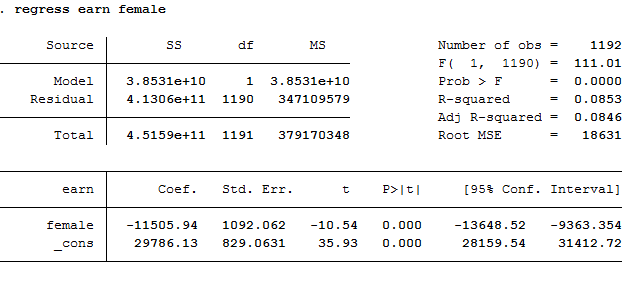 . regress earn female
Source SS df MS Number of obs = 1192
F( 1, 1190) = 111.01
Model 3.8531e+10 1 3.8531e+10 Prob > F = 0.0000
Residual 4.1306e+11 1190 347109579 R-squared = 0.0853
Adj R-squared = 0.0846
Total 4.5159e+11 1191 379170348 Root MSE = 18631
earn Coef. Std. Err. t P>|t| [95% Conf. Interval]
female -11505.94 1092.062 -10.54 0.000 -13648.52 -9363.354
_cons 29786.13 829.0631 35.93 0.000 28159.54 31412.72